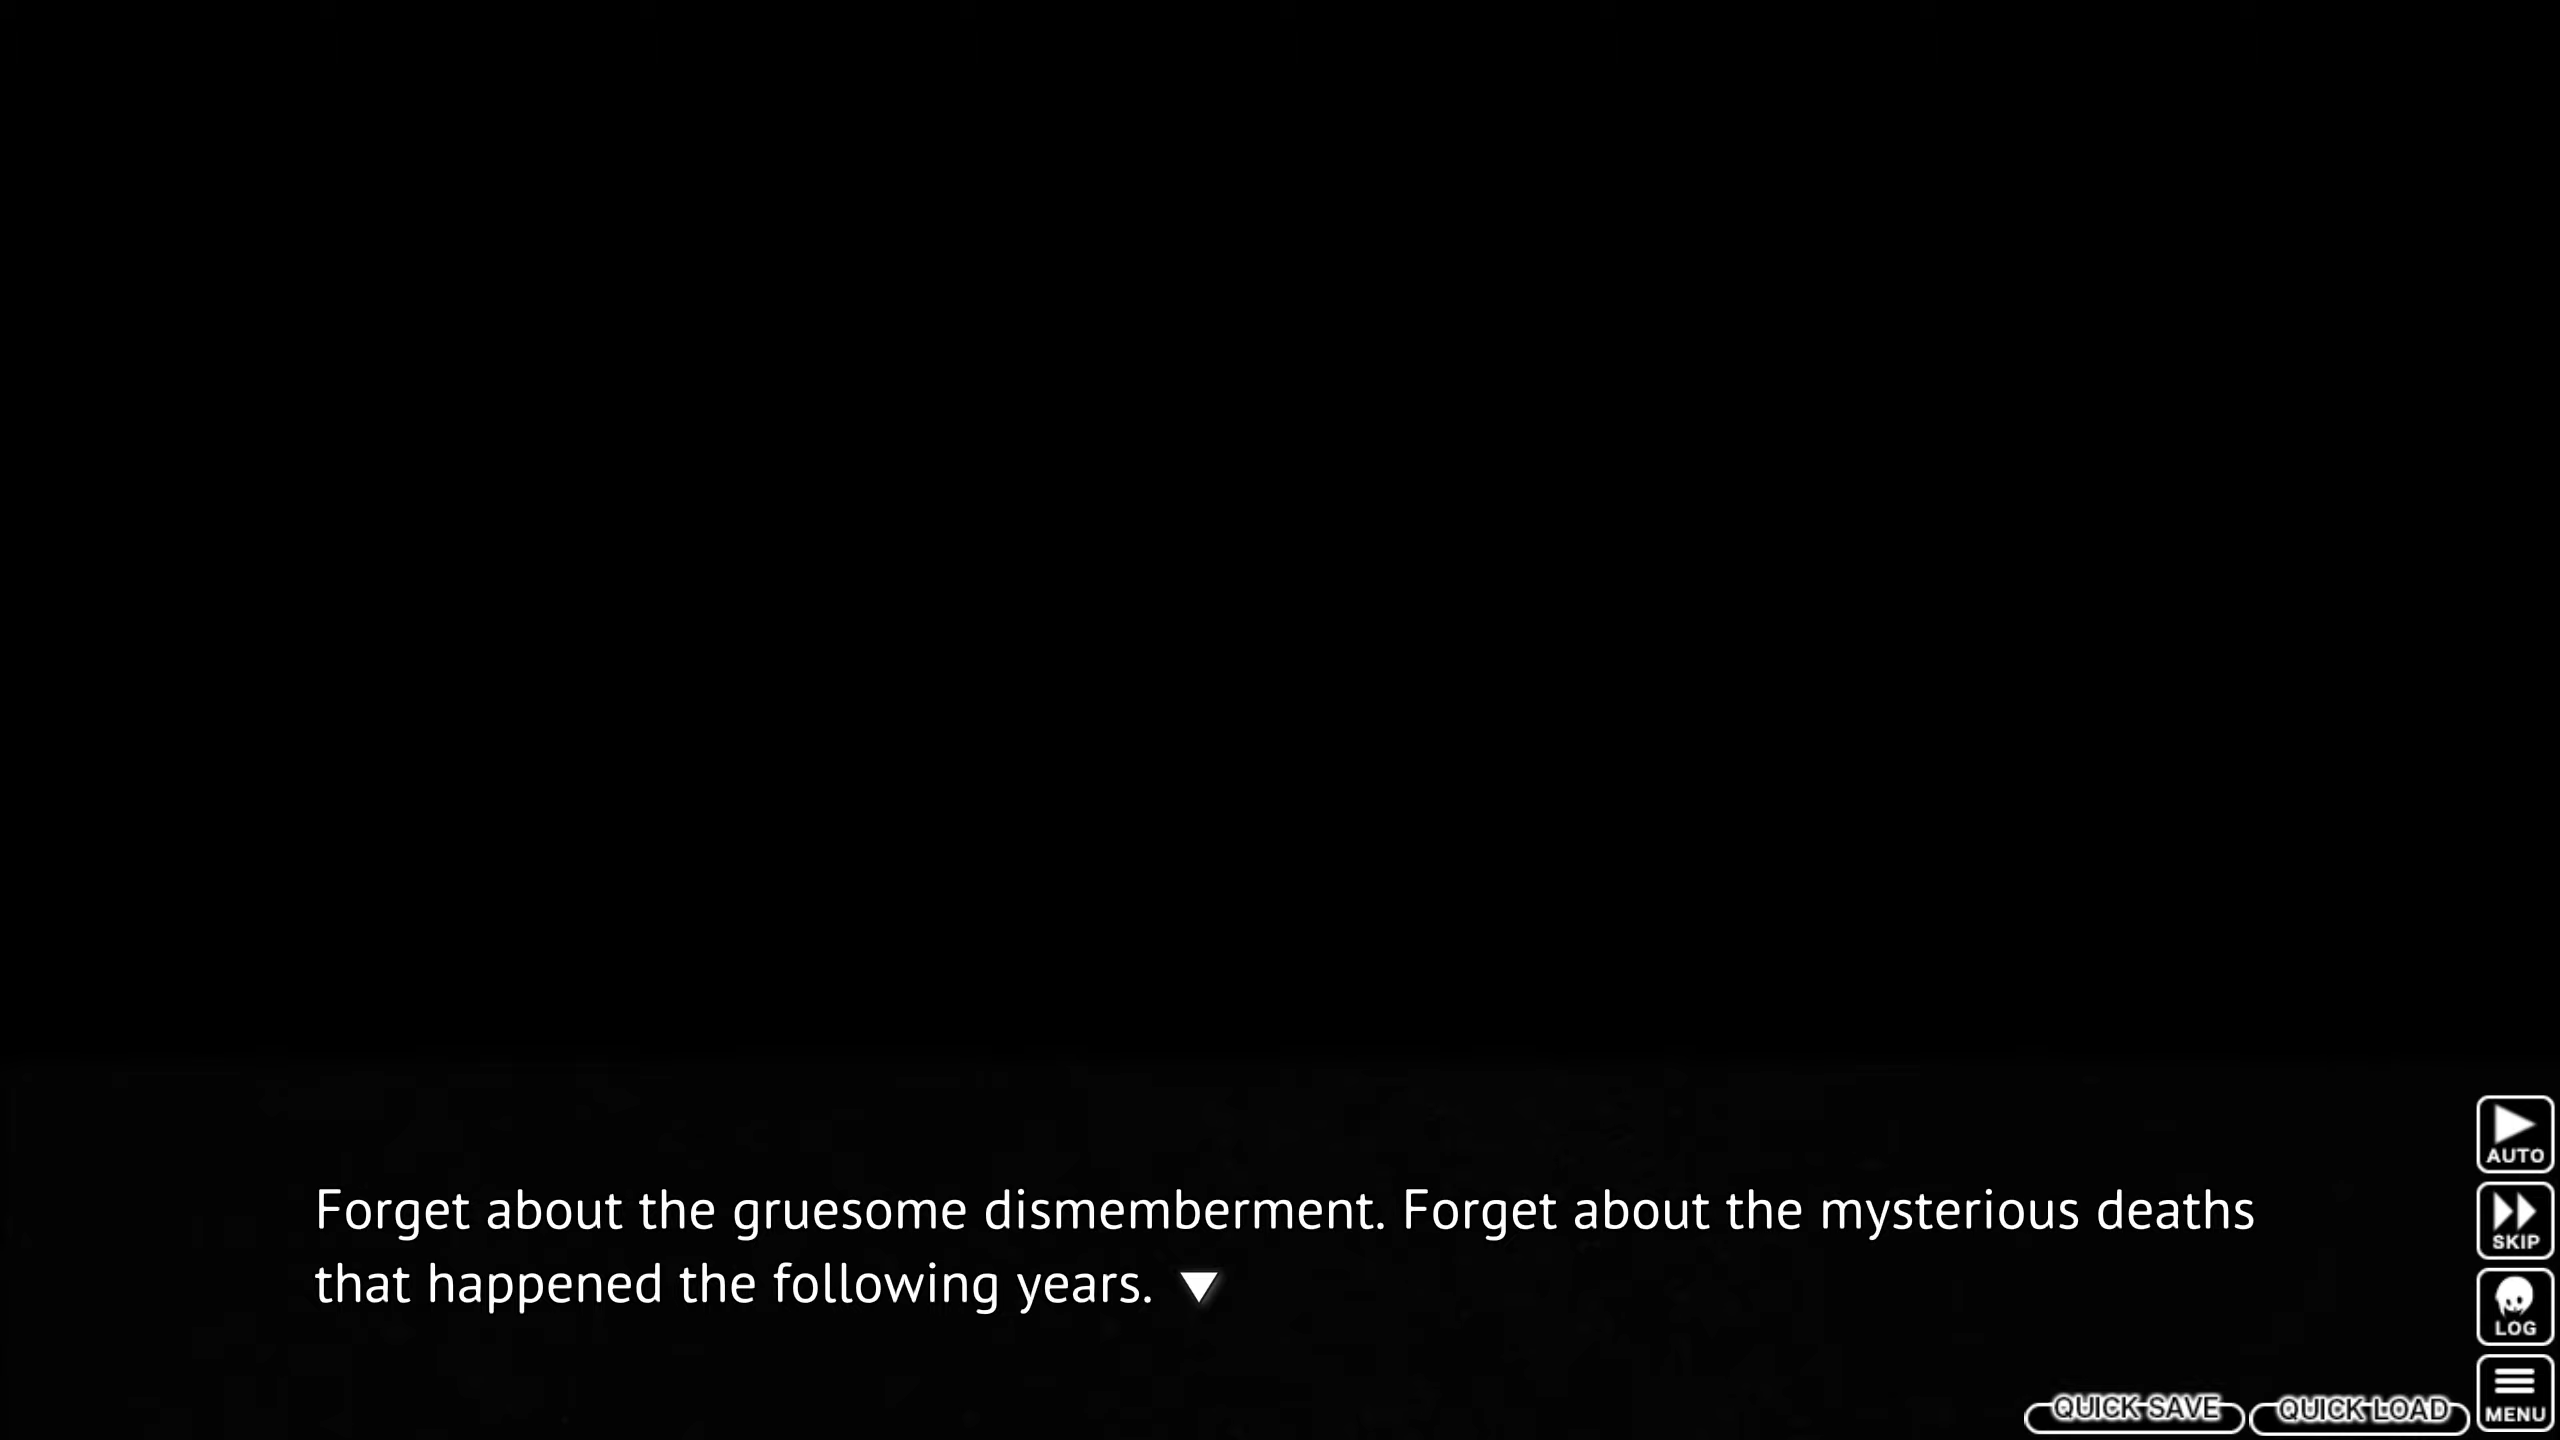 Forget about the gruesome dismemberment. Forget about the mysterious deaths
that happened the following years.
AUTO
SKIP
LOG
MENU
QUICK SAVE
QUICK LOAD